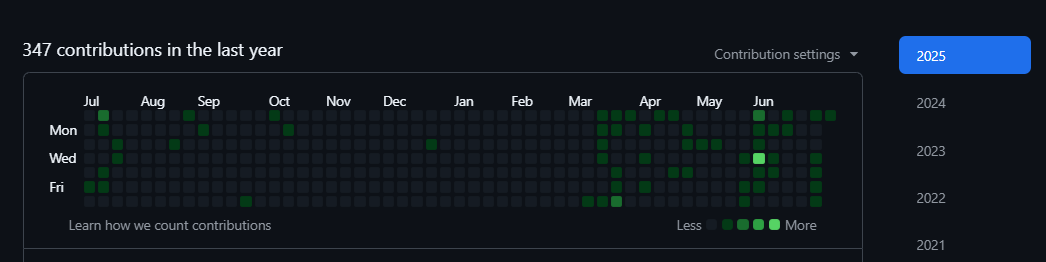 347 contributions in the last year
Contribution settings
2025
2024
2023
2022
2021
Jul Aug Sep Oct Nov Dec Jan Feb Mar Apr May Jun
Mon
Wed
Fri
Learn how we count contributions
Less More